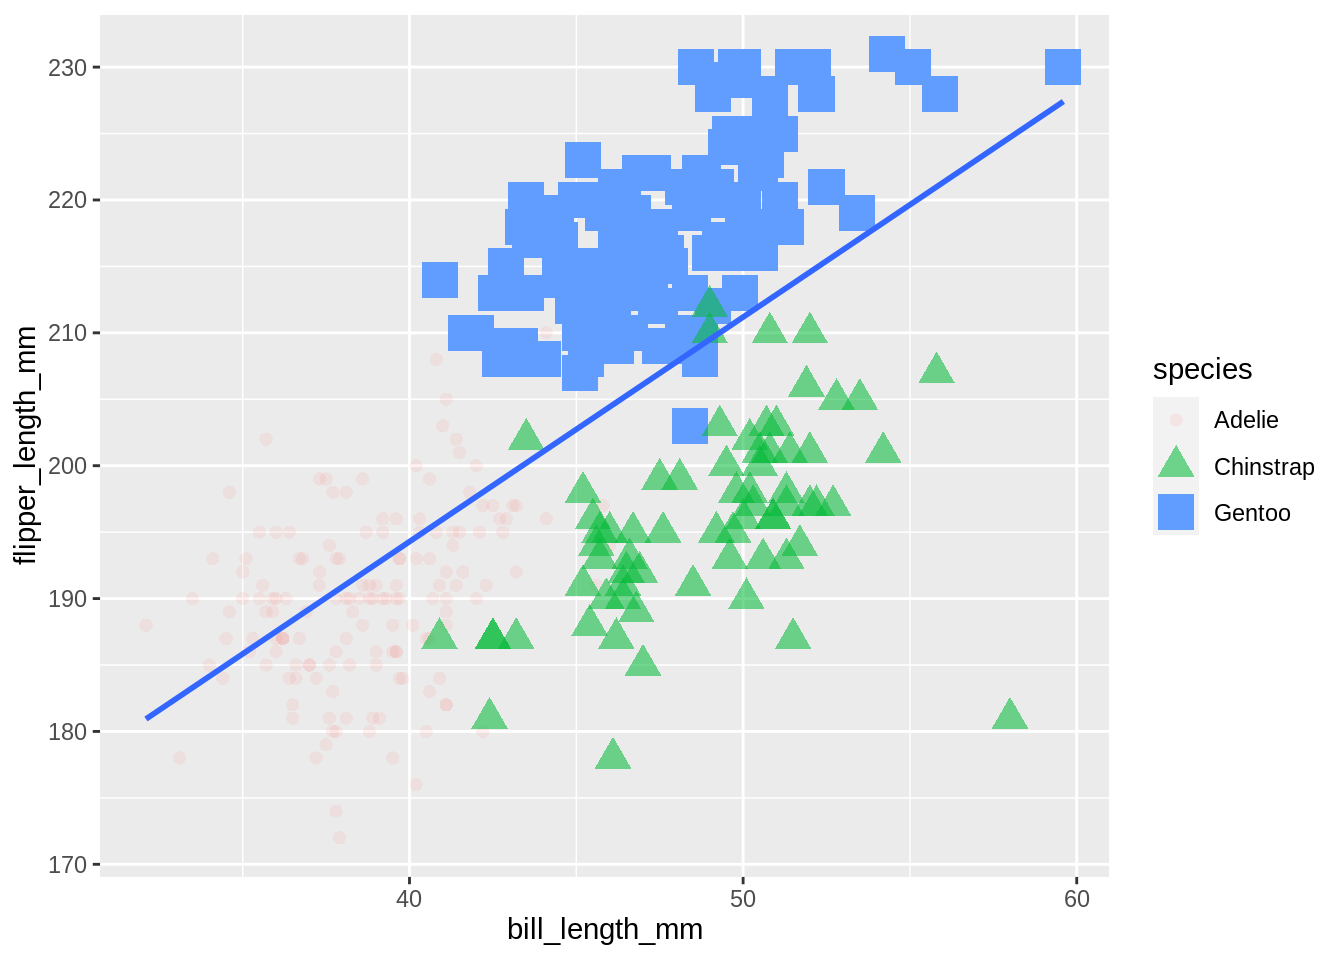 230
220
210
200
190
180
170
flipper_length_mm
40 50 60
bill_length_mm
species
Adelie
Chinstrap
Gentoo